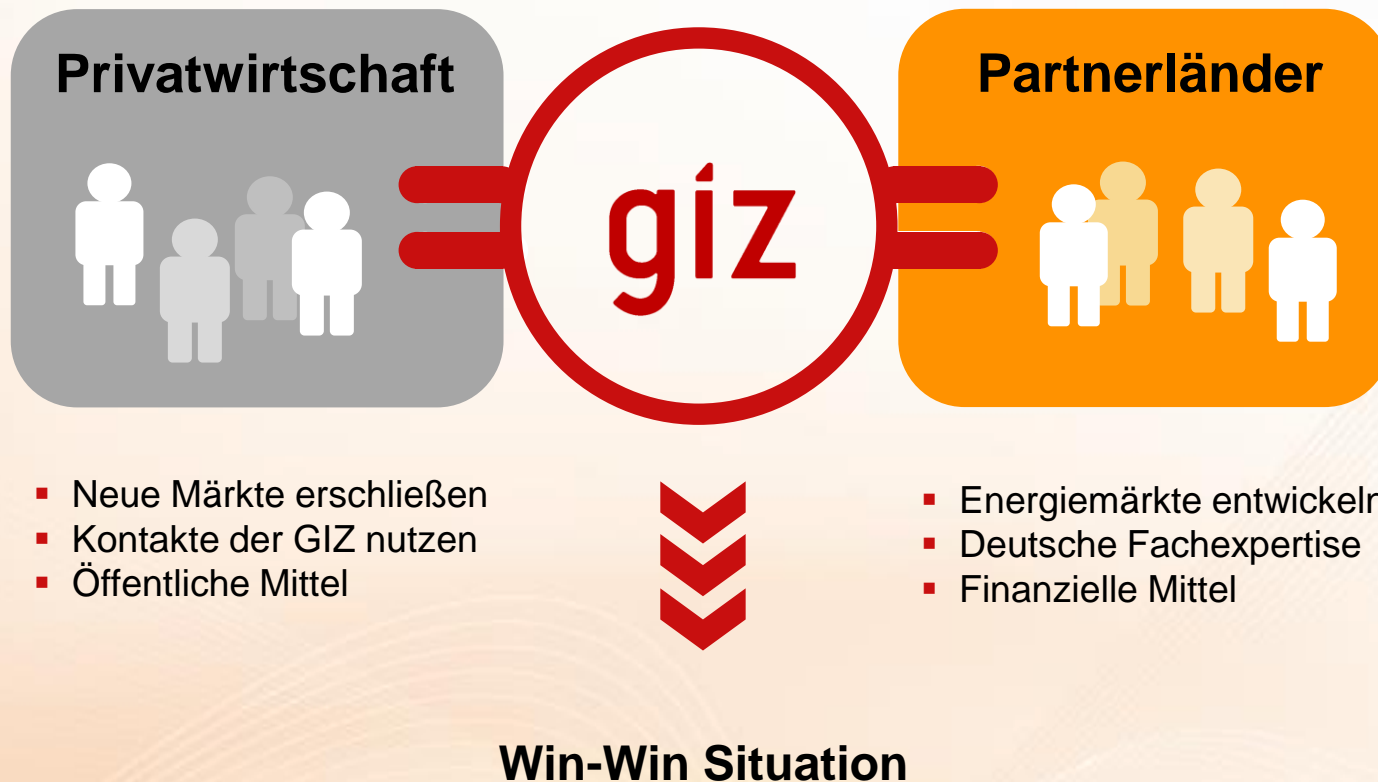 Privatwirtschaft
Partnerländer
giz
▪ Neue Märkte erschließen
▪ Kontakte der GIZ nutzen
▪ Öffentliche Mittel
▪ Energiemärkte entwickeln
▪ Deutsche Fachexpertise
▪ Finanzielle Mittel
Win-Win Situation